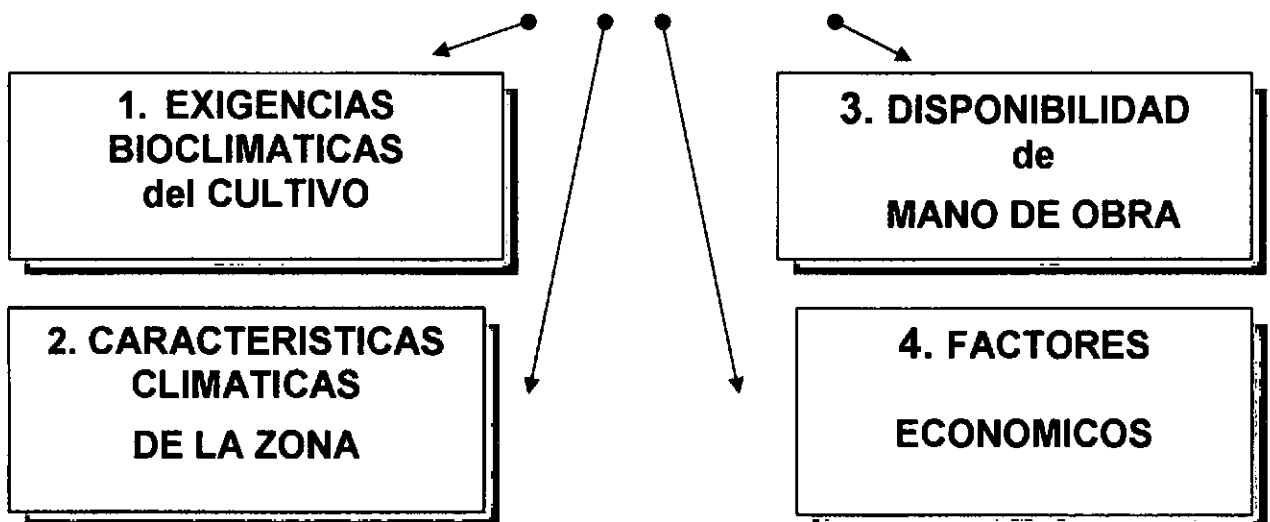 1. EXIGENCIAS
BIOCLIMATICAS
del CULTIVO
2. CARACTERISTICAS
CLIMATICAS
DE LA ZONA
3. DISPONIBILIDAD
de
MANO DE OBRA
4. FACTORES
ECONOMICOS